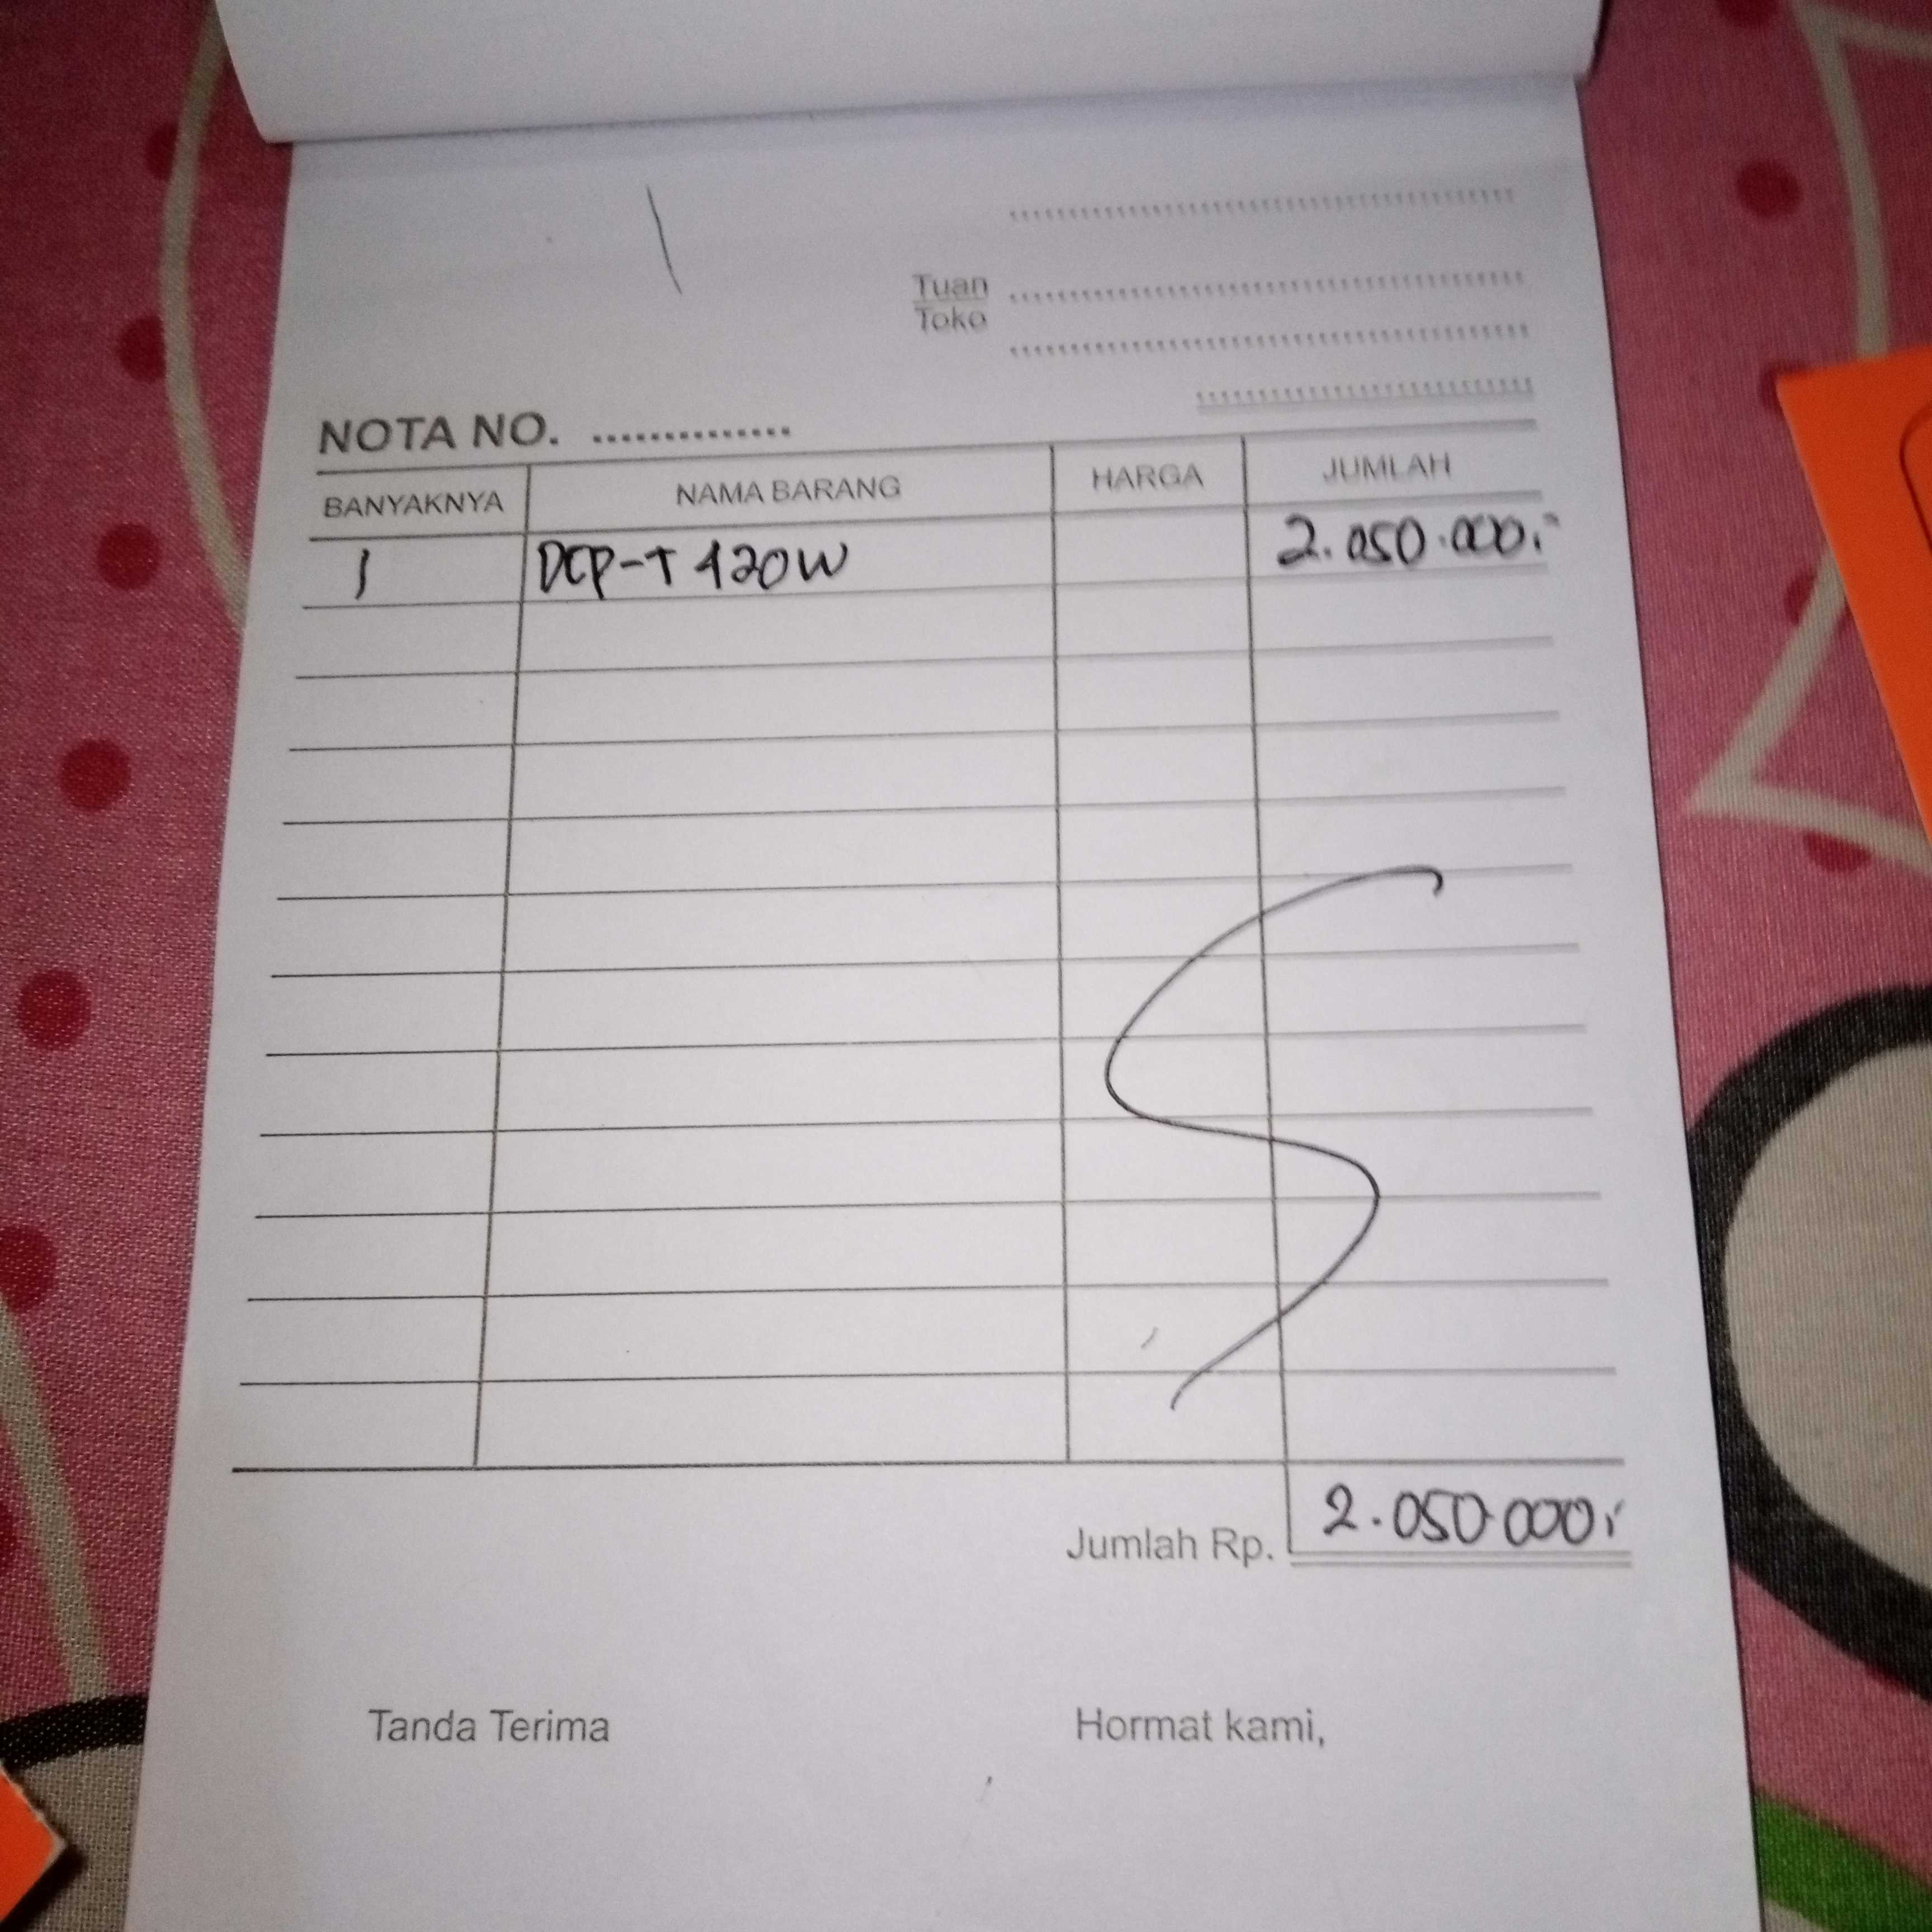 Tuan
Toko
NOTA NO. ..............
BANYAKNYA NAMA BARANG HARGA JUMLAH
1 DCP-T 420W 2.050.000,-
Jumlah Rp. 2.050.000,-
Tanda Terima Hormat kami,